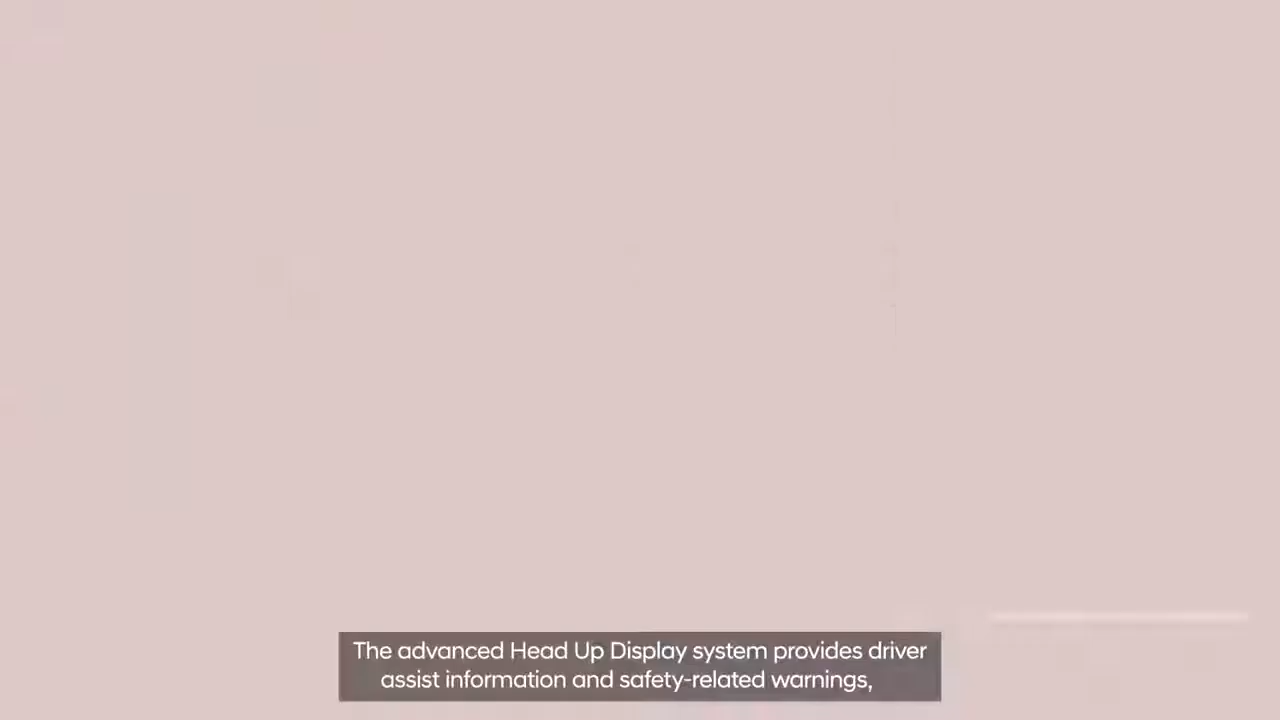 The advanced Head Up Display system provides driver
assist information and safety-related warnings,